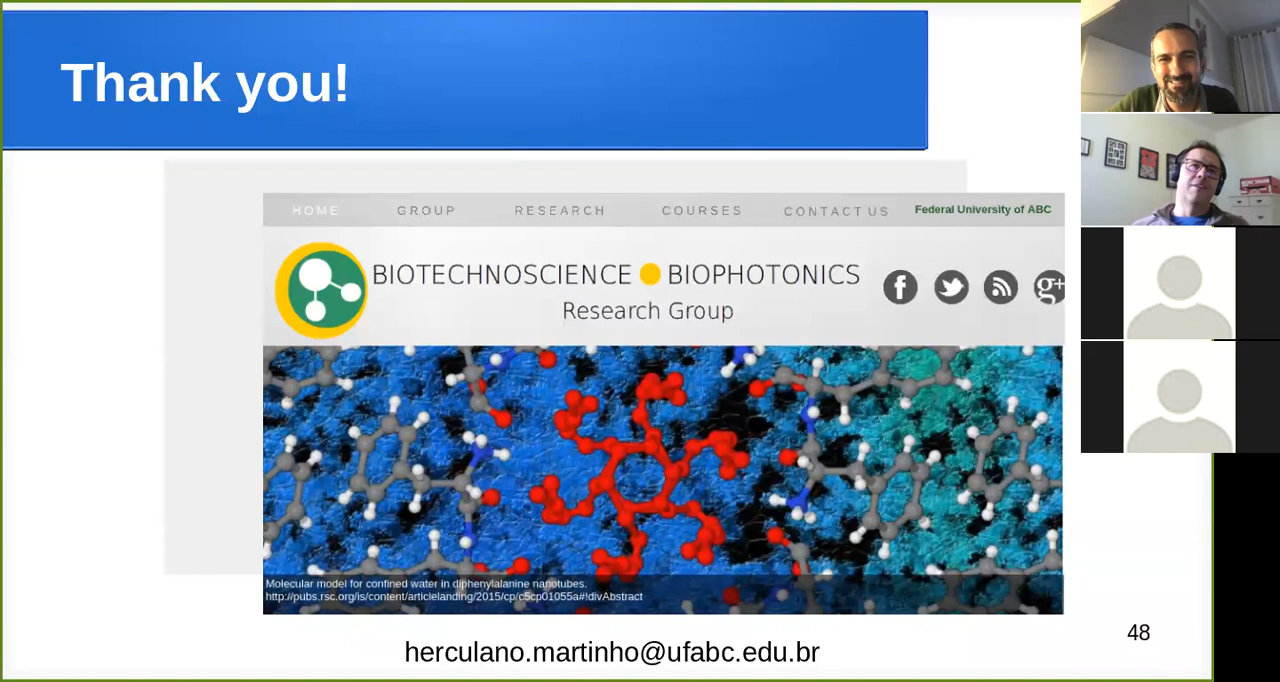 Thank you!
HOME GROUP RESEARCH COURSES CONTACT US Federal University of ABC
BIOTECHNOSCIENCE BIOPHOTONICS
Research Group
f g+
Molecular model for confined water in diphenylalanine nanotubes.
http://pubs.rsc.org/is/content/articlelanding/2015/cp/c5cp01055a#!divAbstract
48
herculano.martinho@ufabc.edu.br